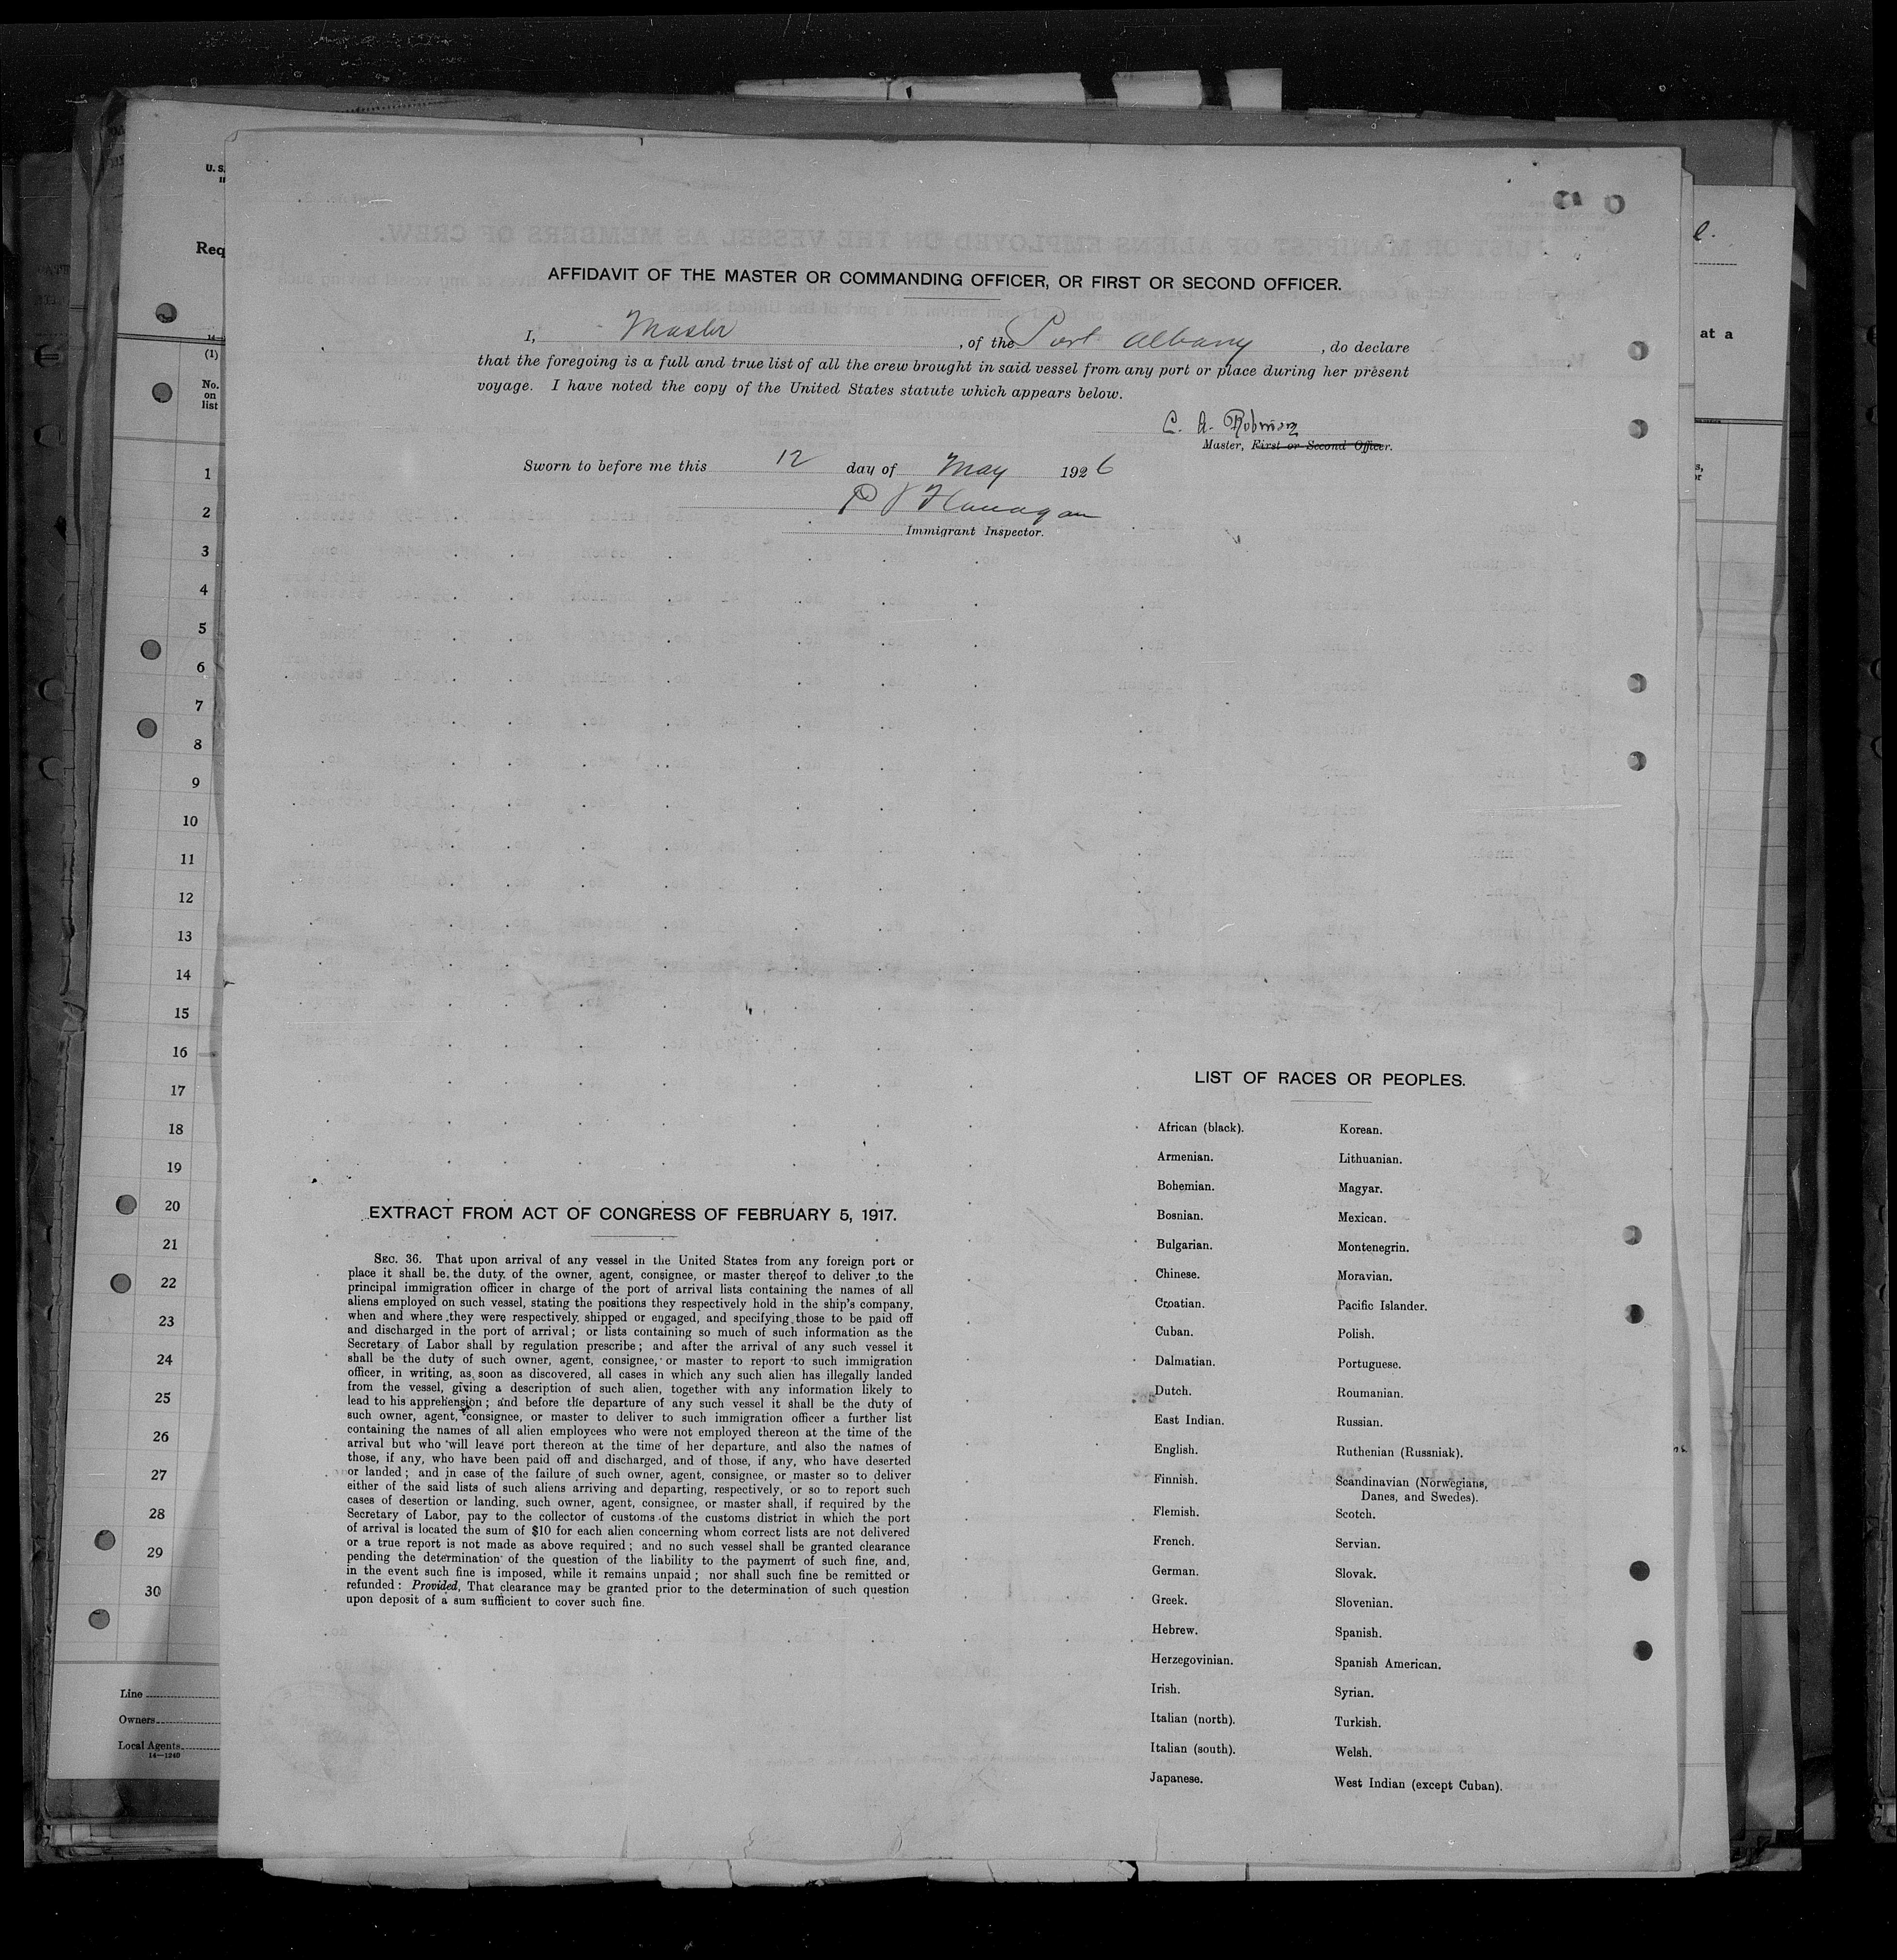 U. S.
Req
14—
(1)
No.
on
list
1
2
3
4
5
6
7
8
9
10
11
12
13
14
15
16
17
18
19
20
21
22
23
24
25
26
27
28
29
30
Line
Owners
Local Agents
14—1240
at a
AFFIDAVIT OF THE MASTER OR COMMANDING OFFICER, OR FIRST OR SECOND OFFICER.
I, Master, of the Port Albany, do declare
that the foregoing is a full and true list of all the crew brought in said vessel from any port or place during her present
voyage. I have noted the copy of the United States statute which appears below.
C. A. Robinson
Master, First or Second Officer.
Sworn to before me this 12 day of May 1926
P J Flanagan
Immigrant Inspector.
EXTRACT FROM ACT OF CONGRESS OF FEBRUARY 5, 1917.
SEC. 36. That upon arrival of any vessel in the United States from any foreign port or
place it shall be the duty of the owner, agent, consignee, or master thereof to deliver to the
principal immigration officer in charge of the port of arrival lists containing the names of all
aliens employed on such vessel, stating the positions they respectively hold in the ship's company,
when and where they were respectively shipped or engaged, and specifying those to be paid off
and discharged in the port of arrival; or lists containing so much of such information as the
Secretary of Labor shall by regulation prescribe; and after the arrival of any such vessel it
shall be the duty of such owner, agent, consignee, or master to report to such immigration
officer, in writing, as soon as discovered, all cases in which any such alien has illegally landed
from the vessel, giving a description of such alien, together with any information likely to
lead to his apprehension; and before the departure of any such vessel it shall be the duty of
such owner, agent, consignee, or master to deliver to such immigration officer a further list
containing the names of all alien employees who were not employed thereon at the time of the
arrival but who will leave port thereon at the time of her departure, and also the names of
those, if any, who have been paid off and discharged, and of those, if any, who have deserted
or landed; and in case of the failure of such owner, agent, consignee, or master so to deliver
either of the said lists of such aliens arriving and departing, respectively, or so to report such
cases of desertion or landing, such owner, agent, consignee, or master shall, if required by the
Secretary of Labor, pay to the collector of customs of the customs district in which the port
of arrival is located the sum of $10 for each alien concerning whom correct lists are not delivered
or a true report is not made as above required; and no such vessel shall be granted clearance
pending the determination of the question of the liability to the payment of such fine, and,
in the event such fine is imposed, while it remains unpaid; nor shall such fine be remitted or
refunded: Provided, That clearance may be granted prior to the determination of such question
upon deposit of a sum sufficient to cover such fine.
LIST OF RACES OR PEOPLES.
African (black).
Armenian.
Bohemian.
Bosnian.
Bulgarian.
Chinese.
Croatian.
Cuban.
Dalmatian.
Dutch.
East Indian.
English.
Finnish.
Flemish.
French.
German.
Greek.
Hebrew.
Herzegovinian.
Irish.
Italian (north).
Italian (south).
Japanese.
Korean.
Lithuanian.
Magyar.
Mexican.
Montenegrin.
Moravian.
Pacific Islander.
Polish.
Portuguese.
Roumanian.
Russian.
Ruthenian (Russniak).
Scandinavian (Norwegians,
Danes, and Swedes).
Scotch.
Servian.
Slovak.
Slovenian.
Spanish.
Spanish American.
Syrian.
Turkish.
Welsh.
West Indian (except Cuban).